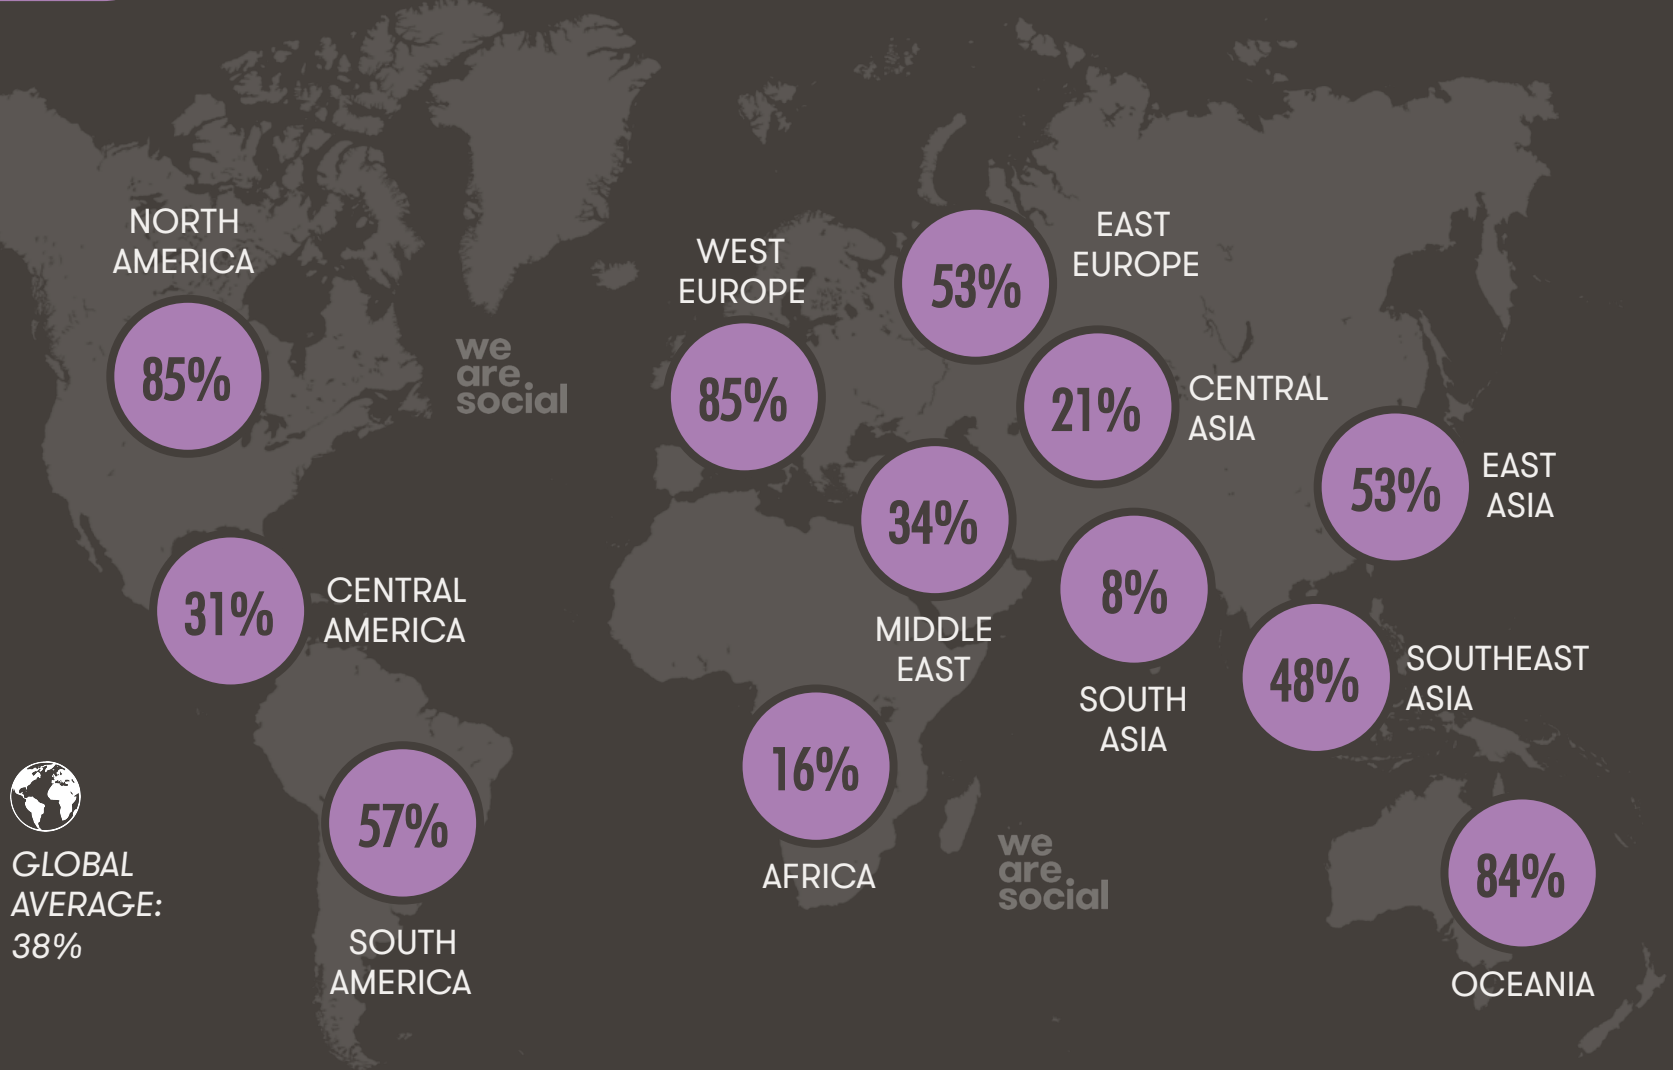 NORTH
AMERICA
85%
we
are
social
WEST
EUROPE
85%
53%
EAST
EUROPE
21%
CENTRAL
ASIA
53%
EAST
ASIA
34%
MIDDLE
EAST
8%
SOUTH
ASIA
48%
SOUTHEAST
ASIA
31%
CENTRAL
AMERICA
57%
SOUTH
AMERICA
16%
AFRICA
we
are
social
84%
OCEANIA
GLOBAL
AVERAGE:
38%